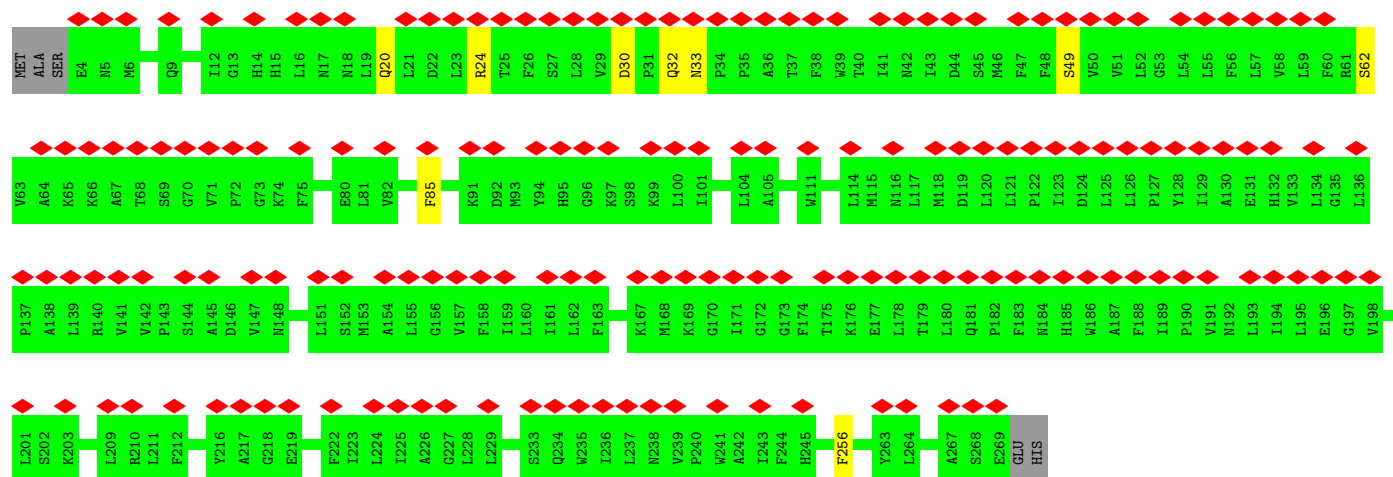 MET ALA SER E4 N5 M6 Q9 I12 G13 H14 H15 L16 N17 N18 L19 Q20 L21 D22 L23 R24 T25 F26 S27 L28 V29 D30 P31 Q32 N33 P34 P35 A36 T37 F38 W39 T40 I41 N42 I43 D44 S45 M46 F47 F48 S49 V50 V51 L52 G53 L54 L55 F56 L57 V58 L59 F60 R61 S62
V63 A64 K65 K66 A67 T68 S69 G70 V71 P72 G73 K74 F75 E80 L81 V82 F85 K91 D92 M93 Y94 H95 G96 K97 S98 K99 L100 I101 L104 A105 W111 L114 M115 N116 L117 M118 D119 L120 L121 P122 I123 D124 L125 L126 P127 Y128 I129 A130 E131 H132 V133 L134 G135 L136
P137 A138 L139 R140 V141 V142 P143 S144 A145 D146 V147 N148 L151 S152 M153 A154 L155 G156 V157 F158 I159 L160 I161 L162 F163 K167 M168 K169 G170 I171 G172 G173 F174 T175 K176 E177 L178 T179 L180 Q181 P182 F183 N184 H185 W186 A187 F188 I189 P190 V191 N192 L193 I194 L195 E196 G197 V198
L201 S202 K203 L209 R210 L211 F212 Y216 A217 G218 E219 F222 I223 L224 I225 A226 G227 L228 L229 S233 Q234 W235 I236 L237 N238 V239 P240 W241 A242 I243 F244 H245 F256 Y263 L264 A267 S268 E269 GLU HIS